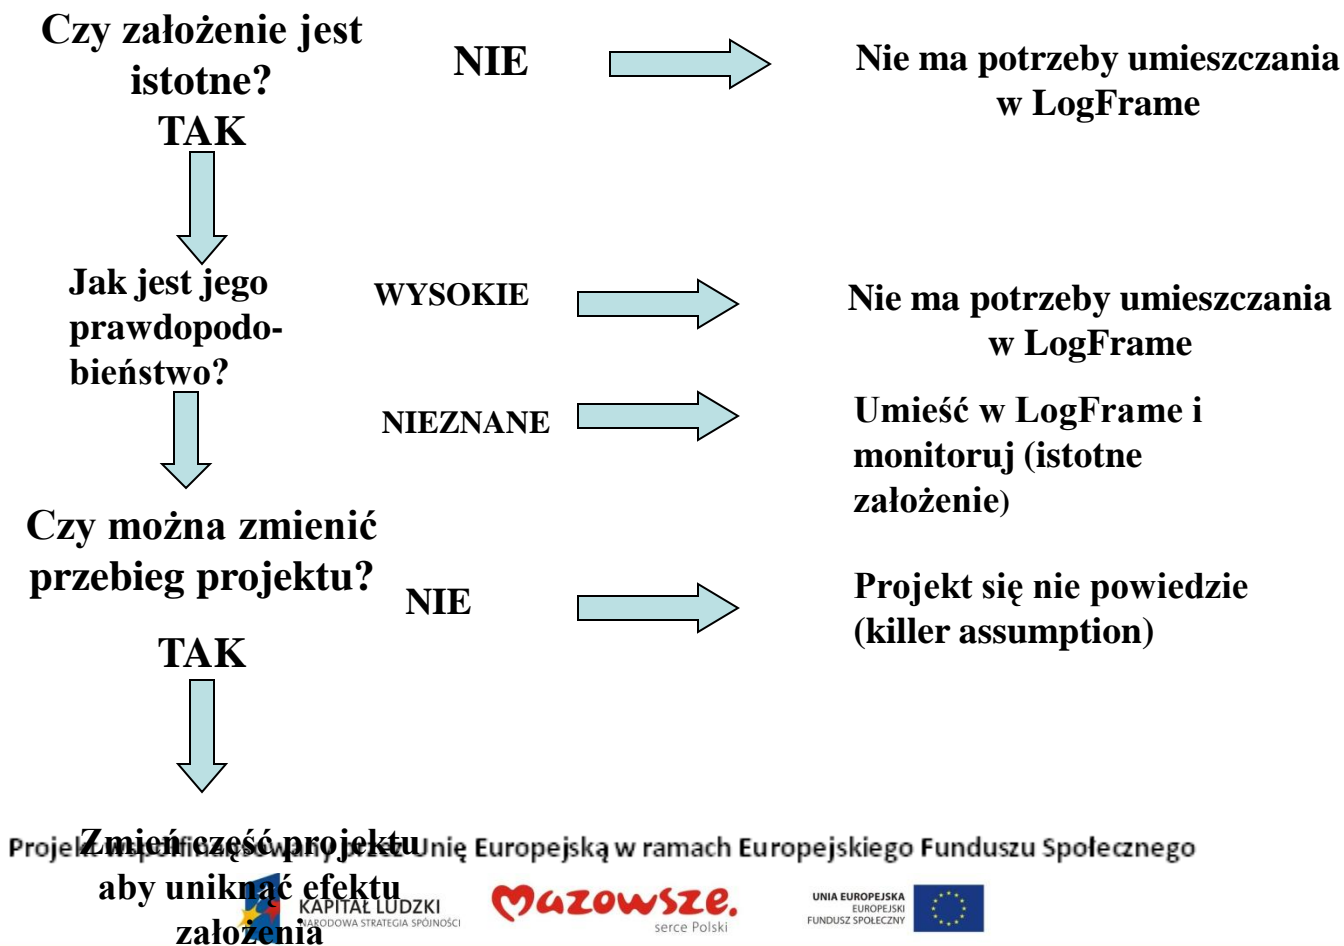 Czy założenie jest
istotne?
TAK
NIE
Nie ma potrzeby umieszczania
w LogFrame
Jak jest jego
prawdopodo-
bieństwo?
WYSOKIE
Nie ma potrzeby umieszczania
w LogFrame
NIEZNANE
Umieść w LogFrame i
monitoruj (istotne
założenie)
Czy można zmienić
przebieg projektu?
NIE
Projekt się nie powiedzie
(killer assumption)
TAK
Zmień część projektu
aby uniknąć efektu
założenia
Projekt współfinansowany przez Unię Europejską w ramach Europejskiego Funduszu Społecznego
KAPITAŁ LUDZKI
NARODOWA STRATEGIA SPÓJNOŚCI
Mazowsze.
serce Polski
UNIA EUROPEJSKA
EUROPEJSKI
FUNDUSZ SPOŁECZNY